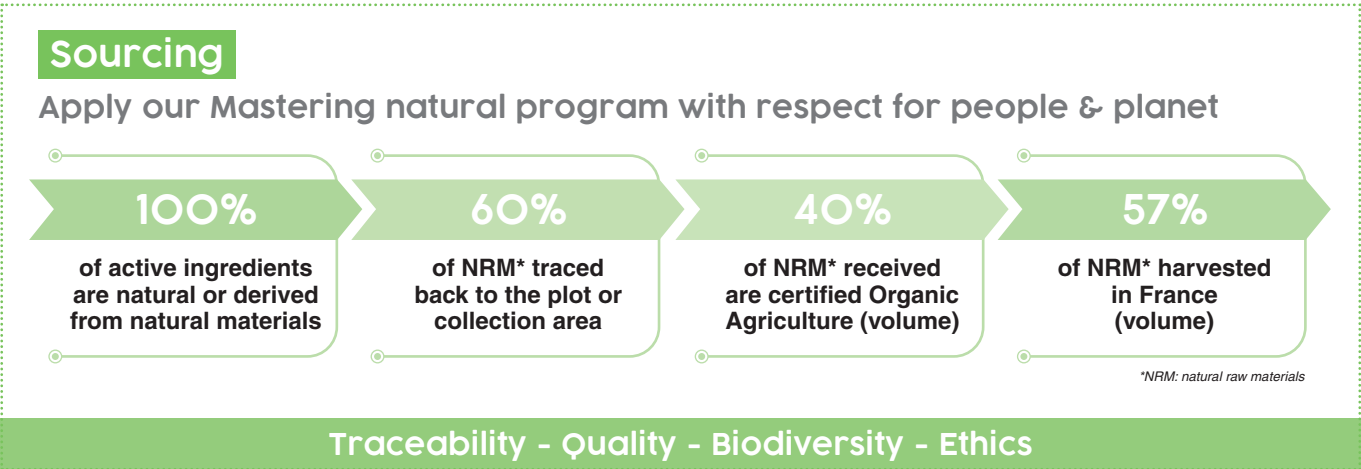 Sourcing
Apply our Mastering natural program with respect for people & planet
100%
of active ingredients
are natural or derived
from natural materials
60%
of NRM* traced
back to the plot or
collection area
40%
of NRM* received
are certified Organic
Agriculture (volume)
57%
of NRM* harvested
in France
(volume)
*NRM: natural raw materials
Traceability - Quality - Biodiversity - Ethics